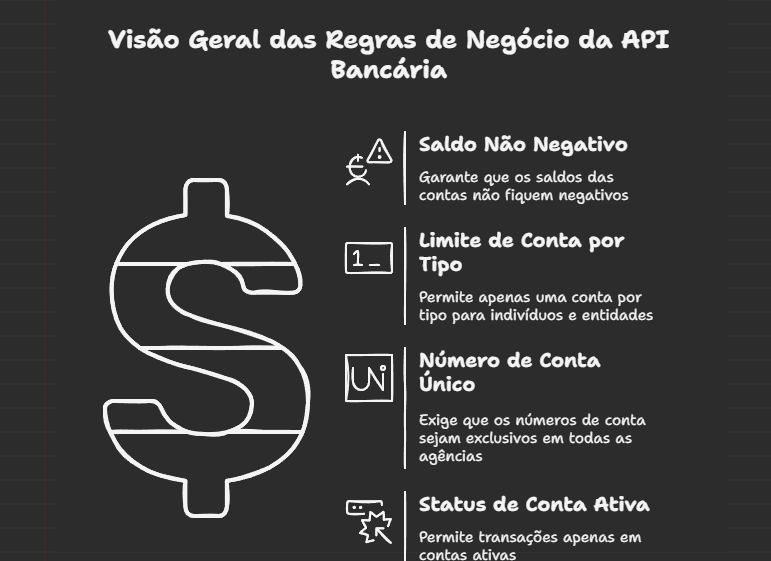 Visão Geral das Regras de Negócio da API
Bancária
Saldo Não Negativo
Garante que os saldos das
contas não fiquem negativos
1_
Limite de Conta por
Tipo
Permite apenas uma conta por
tipo para indivíduos e entidades
UNi
Número de Conta
Único
Exige que os números de conta
sejam exclusivos em todas as
agências
Status de Conta Ativa
Permite transações apenas em
contas ativas